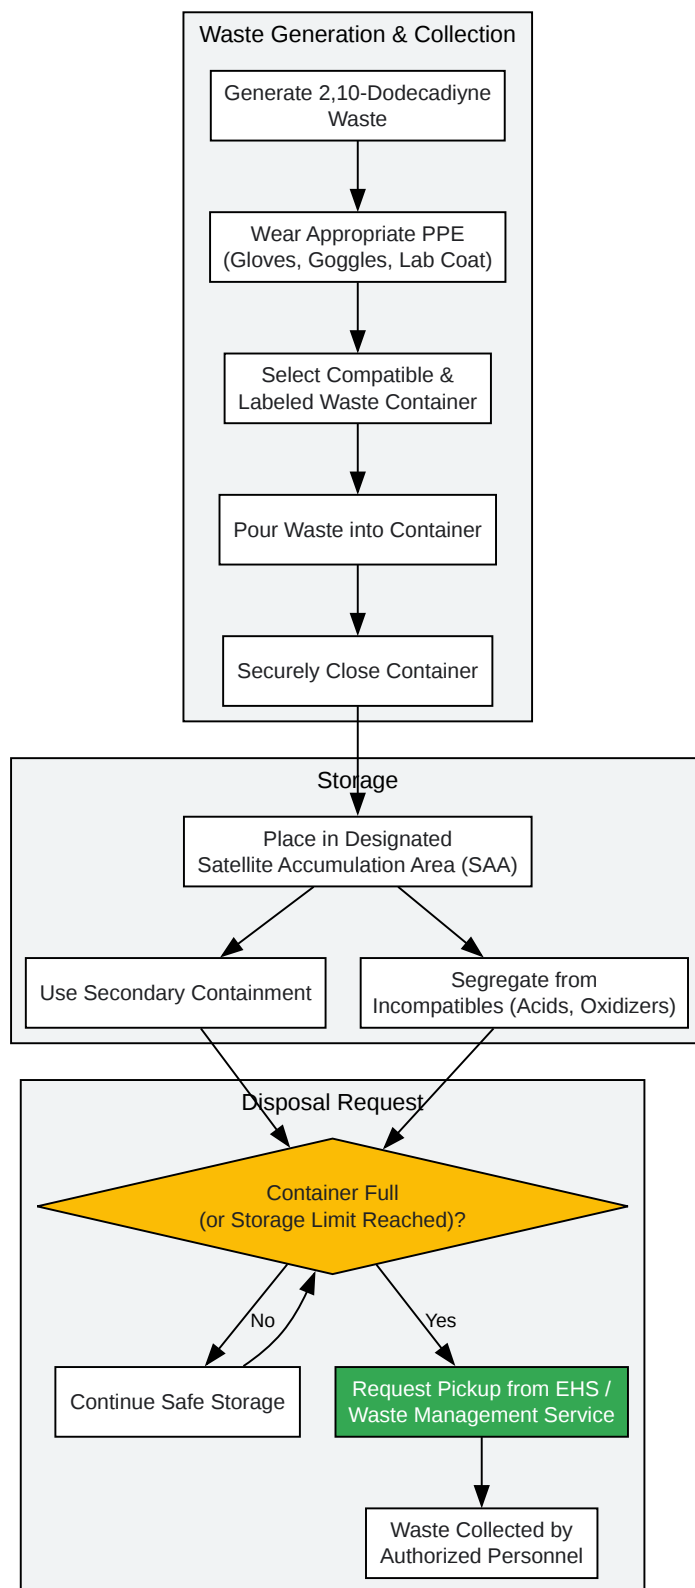 Waste Generation & Collection
Generate 2,10-Dodecadiyne
Waste
Wear Appropriate PPE
(Gloves, Goggles, Lab Coat)
Select Compatible &
Labeled Waste Container
Pour Waste into Container
Securely Close Container
Storage
Place in Designated
Satellite Accumulation Area (SAA)
Use Secondary Containment
Segregate from
Incompatibles (Acids, Oxidizers)
Disposal Request
Container Full
(or Storage Limit Reached)?
No
Yes
Continue Safe Storage
Request Pickup from EHS /
Waste Management Service
Waste Collected by
Authorized Personnel